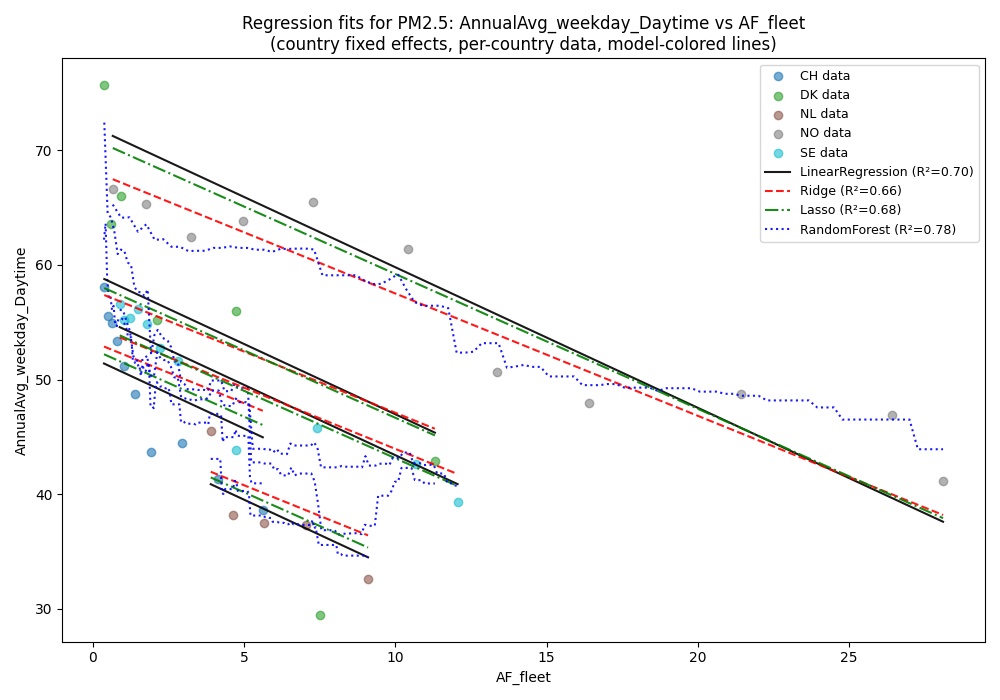 Regression fits for PM2.5: AnnualAvg_weekday_Daytime vs AF_fleet
(country fixed effects, per-country data, model-colored lines)
CH data
DK data
NL data
NO data
SE data
LinearRegression (R²=0.70)
Ridge (R²=0.66)
Lasso (R²=0.68)
RandomForest (R²=0.78)
AnnualAvg_weekday_Daytime
70
60
50
40
30
0 5 10 15 20 25
AF_fleet